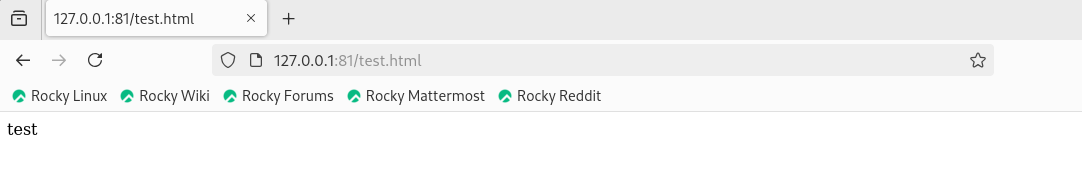 127.0.0.1:81/test.html
127.0.0.1:81/test.html
Rocky Linux Rocky Wiki Rocky Forums Rocky Mattermost Rocky Reddit
test